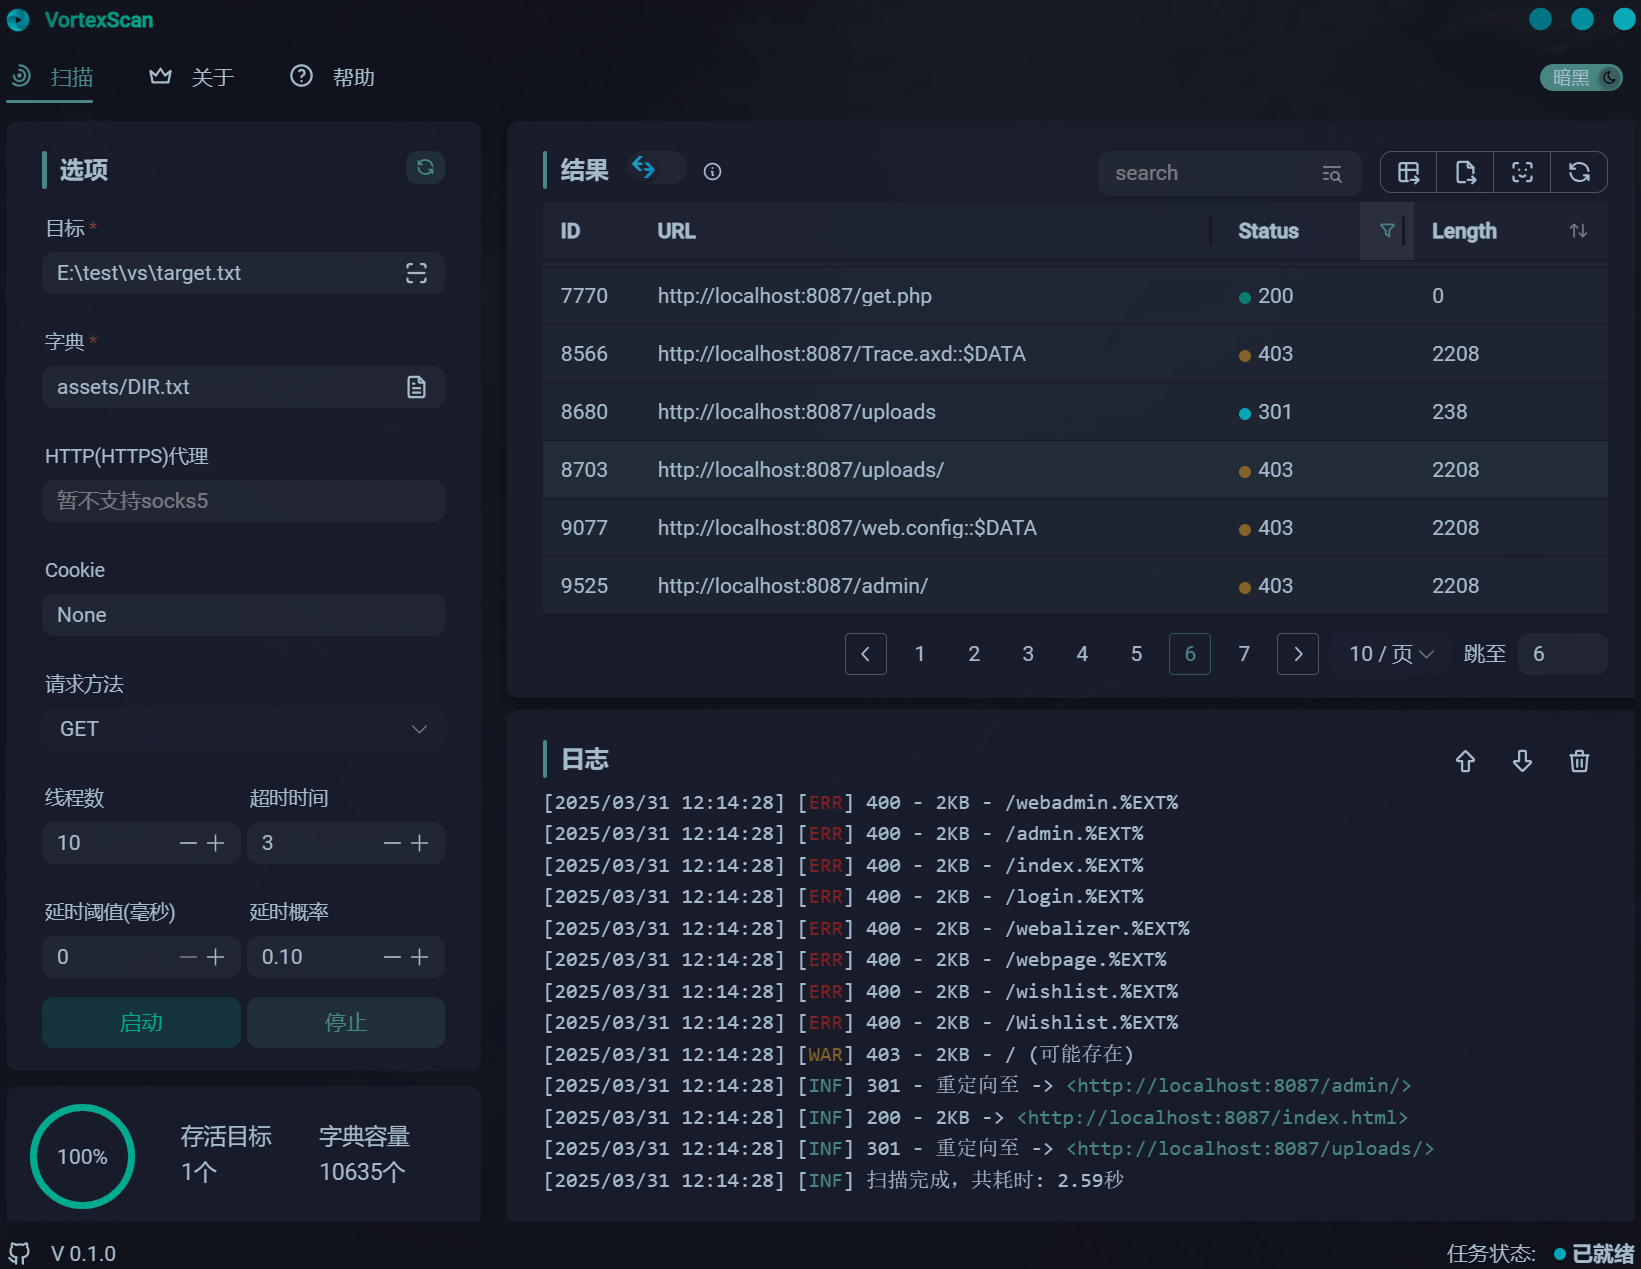 VortexScan
扫描 关于 帮助 暗黑
选项
目标 *
E:\test\vs\target.txt
字典 *
assets/DIR.txt
HTTP(HTTPS)代理
暂不支持socks5
Cookie
None
请求方法
GET
线程数 超时时间
10 3
延时阈值(毫秒) 延时概率
0 0.10
启动 停止
100%
存活目标 字典容量
1个 10635个
结果 search
ID URL Status Length
7770 http://localhost:8087/get.php 200 0
8566 http://localhost:8087/Trace.axd::$DATA 403 2208
8680 http://localhost:8087/uploads 301 238
8703 http://localhost:8087/uploads/ 403 2208
9077 http://localhost:8087/web.config::$DATA 403 2208
9525 http://localhost:8087/admin/ 403 2208
1 2 3 4 5 6 7 10 / 页 跳至 6
日志
[2025/03/31 12:14:28] [ERR] 400 - 2KB - /webadmin.%EXT%
[2025/03/31 12:14:28] [ERR] 400 - 2KB - /admin.%EXT%
[2025/03/31 12:14:28] [ERR] 400 - 2KB - /index.%EXT%
[2025/03/31 12:14:28] [ERR] 400 - 2KB - /login.%EXT%
[2025/03/31 12:14:28] [ERR] 400 - 2KB - /webalizer.%EXT%
[2025/03/31 12:14:28] [ERR] 400 - 2KB - /webpage.%EXT%
[2025/03/31 12:14:28] [ERR] 400 - 2KB - /wishlist.%EXT%
[2025/03/31 12:14:28] [ERR] 400 - 2KB - /Wishlist.%EXT%
[2025/03/31 12:14:28] [WAR] 403 - 2KB - / (可能存在)
[2025/03/31 12:14:28] [INF] 301 - 重定向至 -> <http://localhost:8087/admin/>
[2025/03/31 12:14:28] [INF] 200 - 2KB -> <http://localhost:8087/index.html>
[2025/03/31 12:14:28] [INF] 301 - 重定向至 -> <http://localhost:8087/uploads/>
[2025/03/31 12:14:28] [INF] 扫描完成，共耗时: 2.59秒
V 0.1.0 任务状态: 已就绪